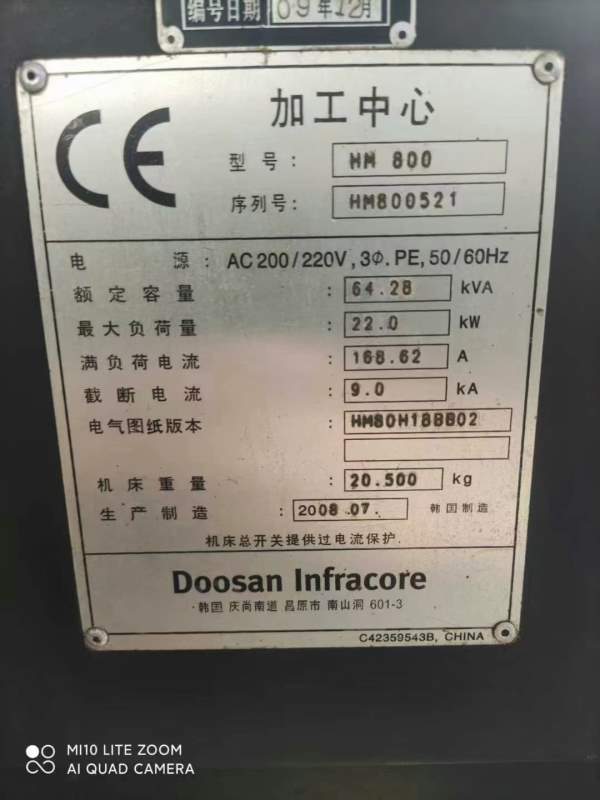 编号日期 09年12月
CE
加工中心
型号: HM 800
序列号: HM800521
电源: AC 200/220V, 3Φ. PE, 50/60Hz
额定容量: 64.28 kVA
最大负荷量: 22.0 kW
满负荷电流: 168.62 A
截断电流: 9.0 kA
电气图纸版本: HM80H18BB02
机床重量: 20.500 kg
生产制造: 2008.07. 韩国制造
机床总开关提供过电流保护.
Doosan Infracore
韩国 庆尚南道 昌原市 南山洞 601-3
C42359543B, CHINA
MI10 LITE ZOOM
AI QUAD CAMERA